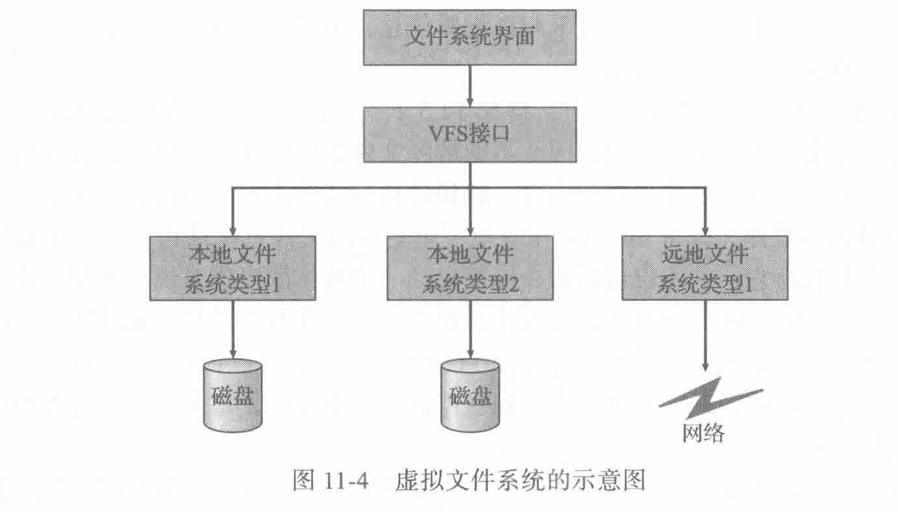 文件系统界面
VFS接口
本地文件
系统类型1
本地文件
系统类型2
远地文件
系统类型1
磁盘
磁盘
网络
图 11-4 虚拟文件系统的示意图